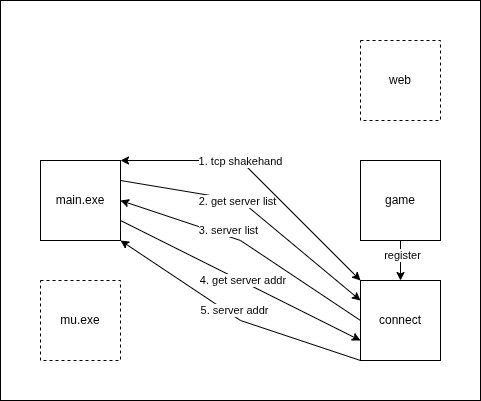 web
1. tcp shakehand
main.exe
2. get server list
game
3. server list
register
4. get server addr
5. server addr
mu.exe
connect